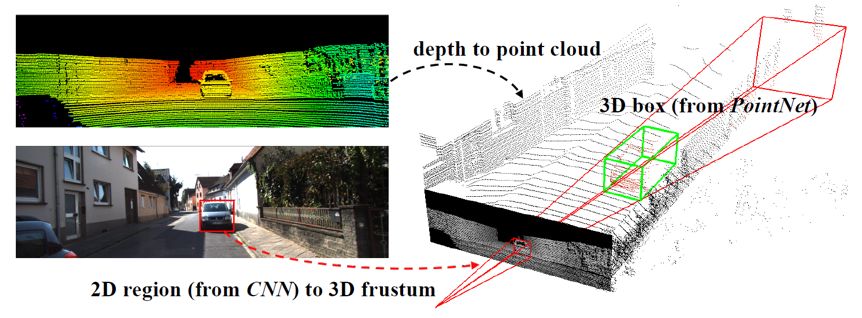 depth to point cloud
3D box (from PointNet)
2D region (from CNN) to 3D frustum